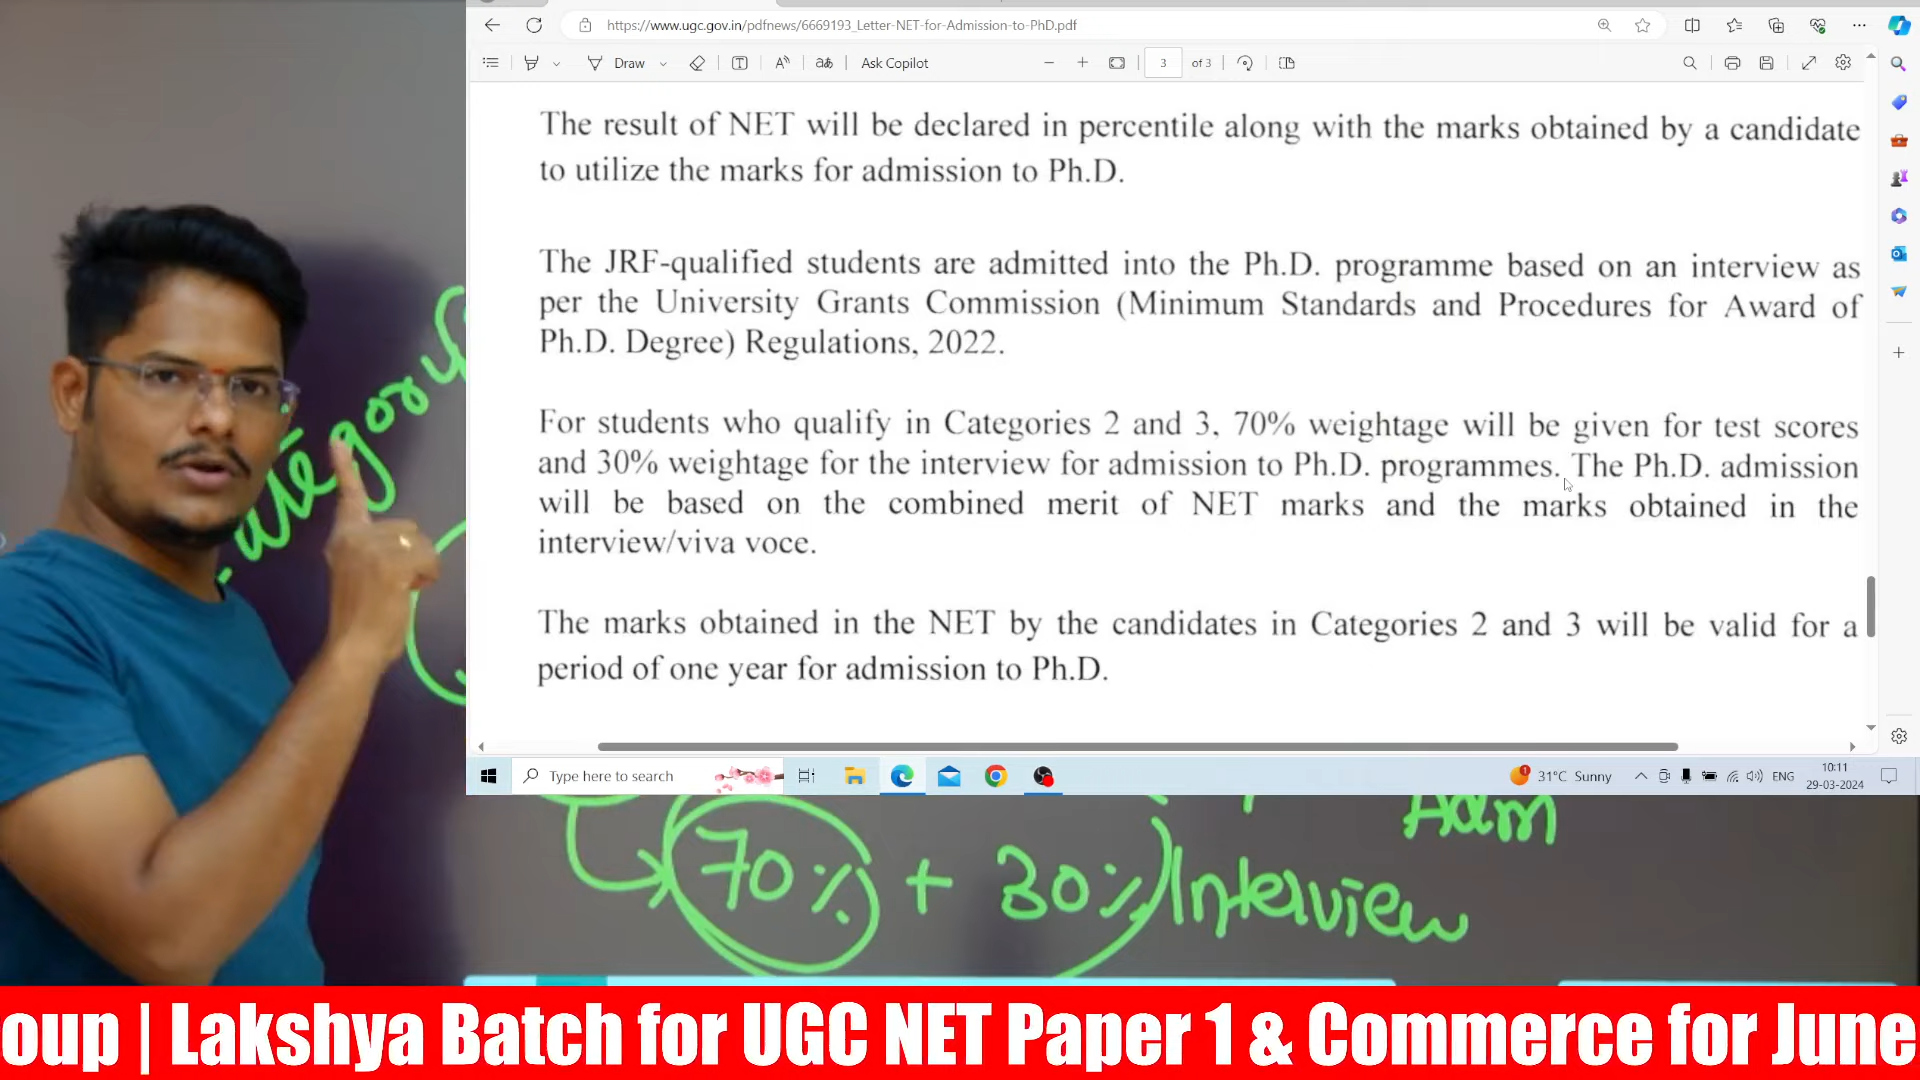 https://www.ugc.gov.in/pdfnews/6669193_Letter-NET-for-Admission-to-PhD.pdf
Draw
Ask Copilot
3 of 3
The result of NET will be declared in percentile along with the marks obtained by a candidate
to utilize the marks for admission to Ph.D.
The JRF-qualified students are admitted into the Ph.D. programme based on an interview as
per the University Grants Commission (Minimum Standards and Procedures for Award of
Ph.D. Degree) Regulations, 2022.
For students who qualify in Categories 2 and 3, 70% weightage will be given for test scores
and 30% weightage for the interview for admission to Ph.D. programmes. The Ph.D. admission
will be based on the combined merit of NET marks and the marks obtained in the
interview/viva voce.
The marks obtained in the NET by the candidates in Categories 2 and 3 will be valid for a
period of one year for admission to Ph.D.
Type here to search
31°C Sunny
ENG
10:11
29-03-2024
Adm
70% + 30% Interview
oup | Lakshya Batch for UGC NET Paper 1 & Commerce for June